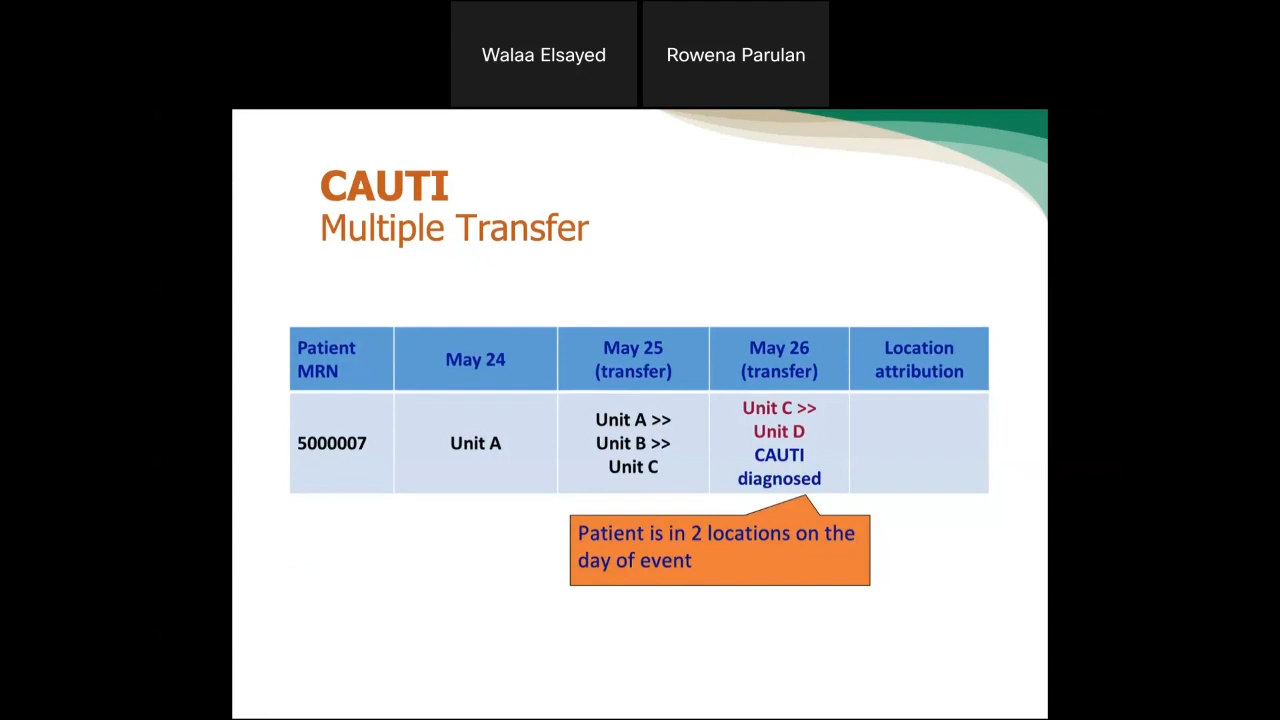 Walaa Elsayed
Rowena Parulan
CAUTI
Multiple Transfer
Patient MRN
May 24
May 25 (transfer)
May 26 (transfer)
Location attribution
5000007
Unit A
Unit A >>
Unit B >>
Unit C
Unit C >>
Unit D
CAUTI
diagnosed
Patient is in 2 locations on the
day of event